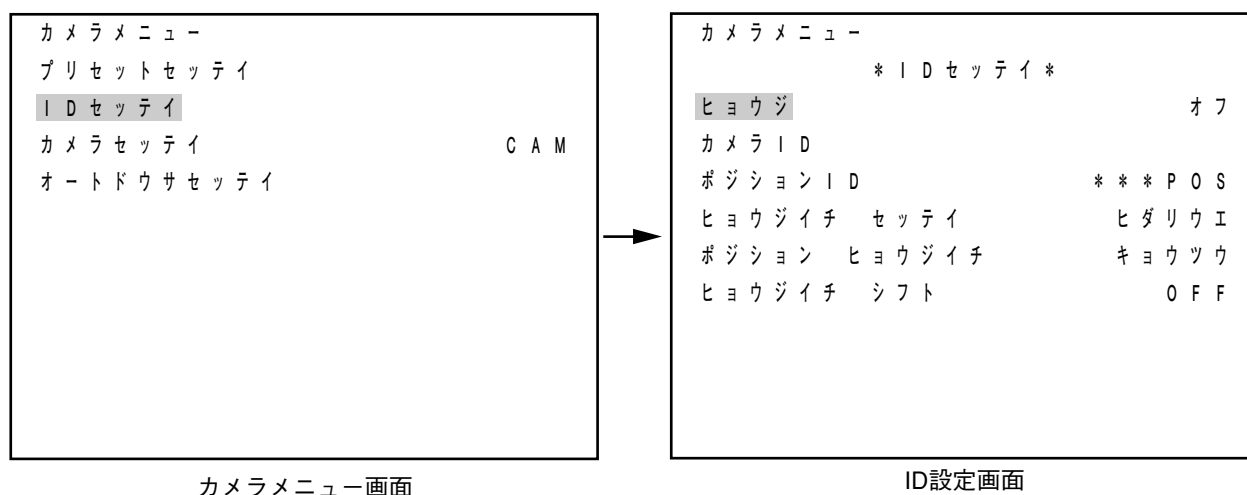 カメラメニュー
プリセットセッテイ
IDセッテイ
カメラセッテイ CAM
オートドウサセッテイ
カメラメニュー画面
カメラメニュー
*IDセッテイ*
ヒョウジ オフ
カメラID
ポジションID ***POS
ヒョウジイチ セッテイ ヒダリウエ
ポジション ヒョウジイチ キョウツウ
ヒョウジイチ シフト OFF
ID設定画面